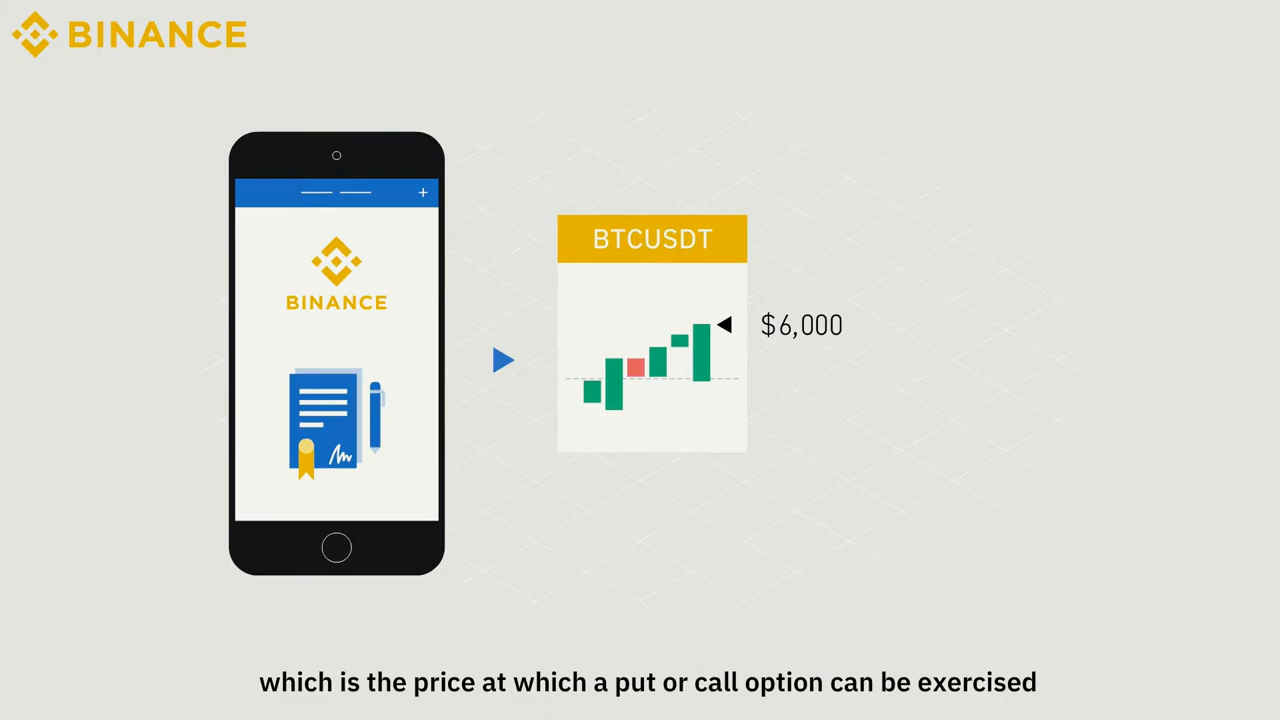 BINANCE
BINANCE
BTCUSDT
$6,000
which is the price at which a put or call option can be exercised